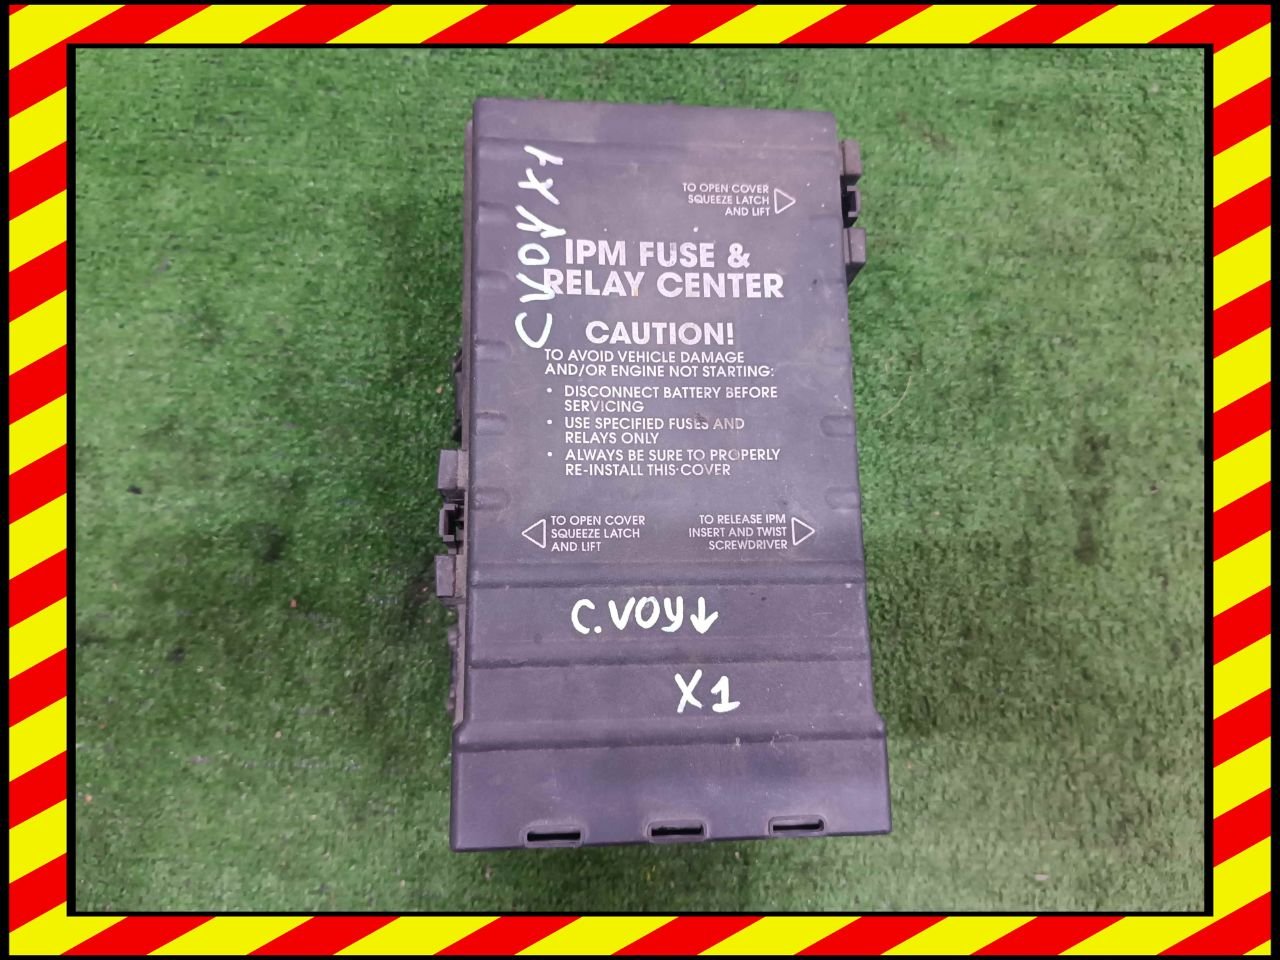 TO OPEN COVER
SQUEEZE LATCH
AND LIFT
CVOY X1
IPM FUSE &
RELAY CENTER
CAUTION!
TO AVOID VEHICLE DAMAGE
AND/OR ENGINE NOT STARTING:
• DISCONNECT BATTERY BEFORE
SERVICING
• USE SPECIFIED FUSES AND
RELAYS ONLY
• ALWAYS BE SURE TO PROPERLY
RE-INSTALL THIS COVER
TO OPEN COVER
SQUEEZE LATCH
AND LIFT
TO RELEASE IPM
INSERT AND TWIST
SCREWDRIVER
C.VOY↓
X1